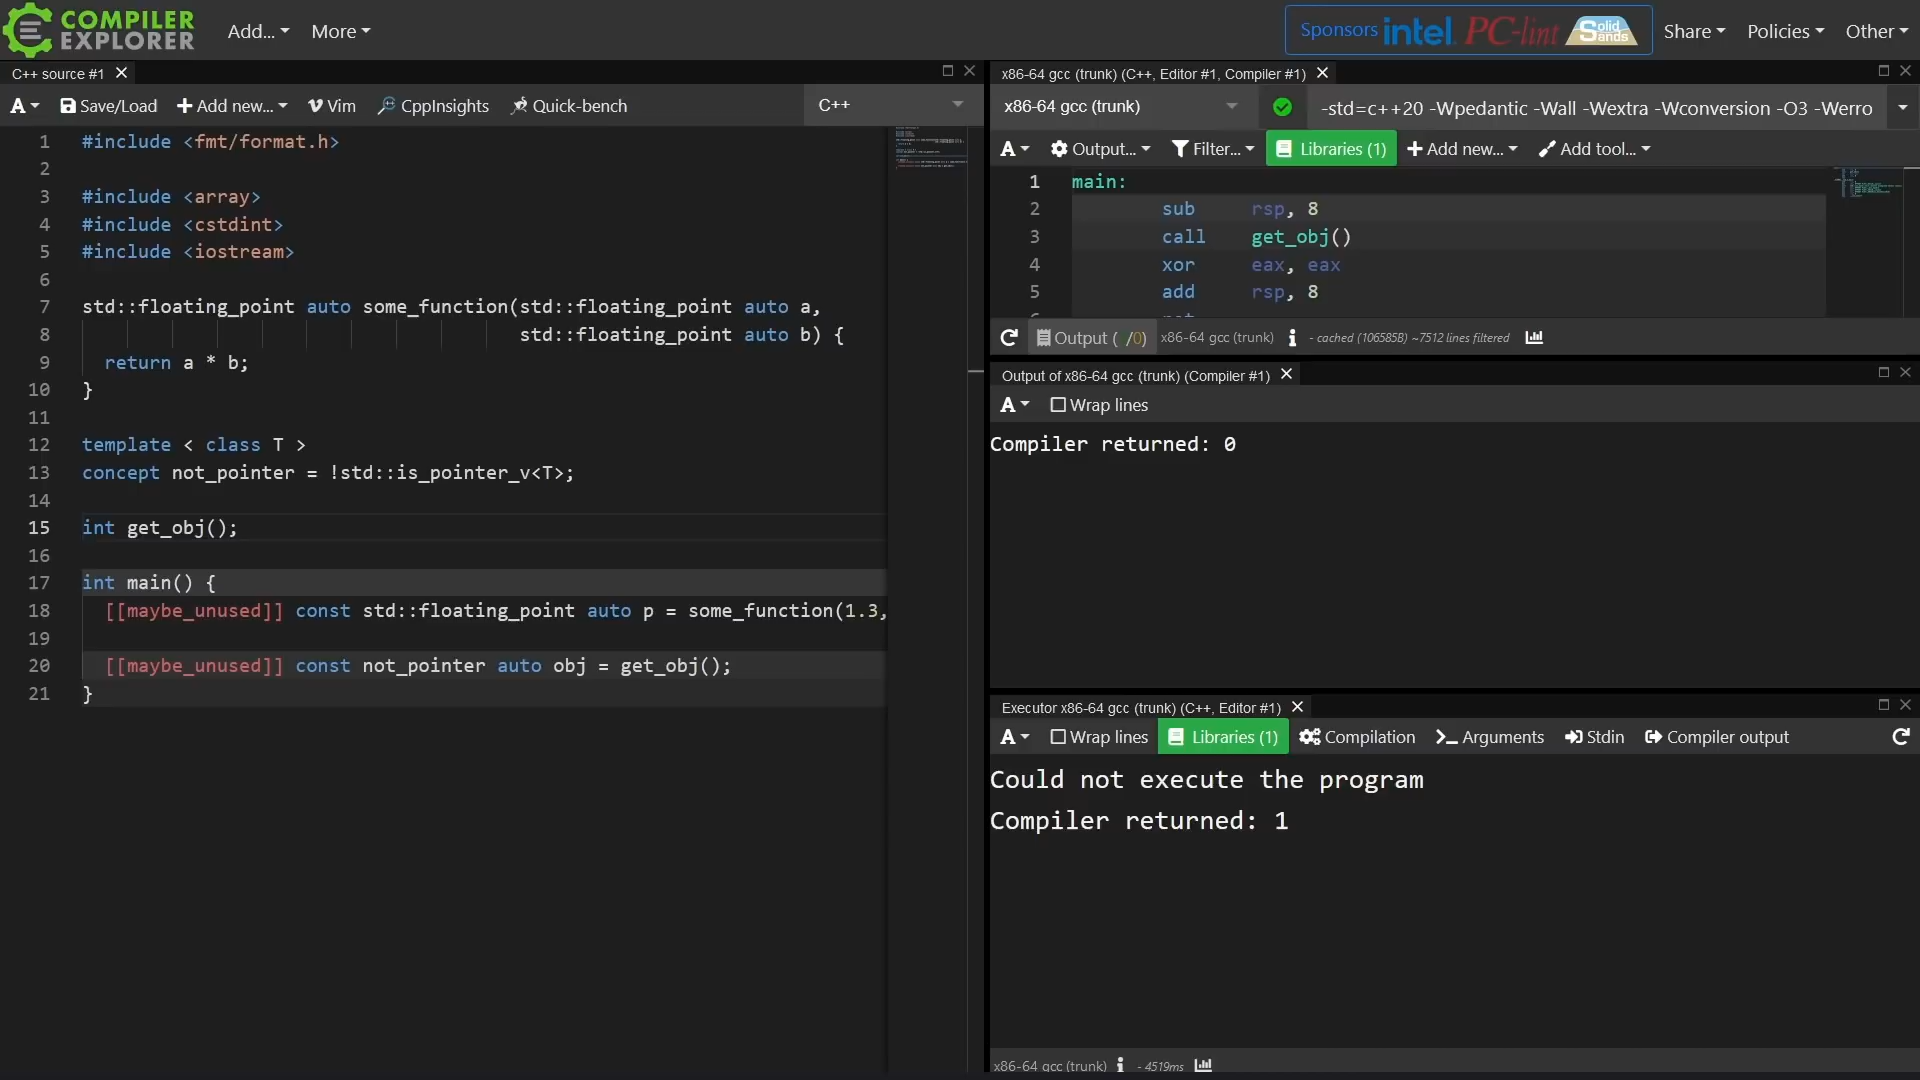 COMPILER EXPLORER
Add...
More
Sponsors intel. PC-lint Solid Sands
Share
Policies
Other
C++ source #1
A
Save/Load
Add new...
Vim
CppInsights
Quick-bench
C++
1 #include <fmt/format.h>
2
3 #include <array>
4 #include <cstdint>
5 #include <iostream>
6
7 std::floating_point auto some_function(std::floating_point auto a,
8 std::floating_point auto b) {
9 return a * b;
10 }
11
12 template < class T >
13 concept not_pointer = !std::is_pointer_v<T>;
14
15 int get_obj();
16
17 int main() {
18 [[maybe_unused]] const std::floating_point auto p = some_function(1.3,
19
20 [[maybe_unused]] const not_pointer auto obj = get_obj();
21 }
x86-64 gcc (trunk) (C++, Editor #1, Compiler #1)
x86-64 gcc (trunk)
-std=c++20 -Wpedantic -Wall -Wextra -Wconversion -O3 -Werro
A
Output...
Filter...
Libraries (1)
Add new...
Add tool...
1 main:
2 sub rsp, 8
3 call get_obj()
4 xor eax, eax
5 add rsp, 8
Output ( /0)
x86-64 gcc (trunk)
- cached (106585B) ~7512 lines filtered
Output of x86-64 gcc (trunk) (Compiler #1)
A
Wrap lines
Compiler returned: 0
Executor x86-64 gcc (trunk) (C++, Editor #1)
A
Wrap lines
Libraries (1)
Compilation
Arguments
Stdin
Compiler output
Could not execute the program
Compiler returned: 1
x86-64 gcc (trunk)
- 4519ms